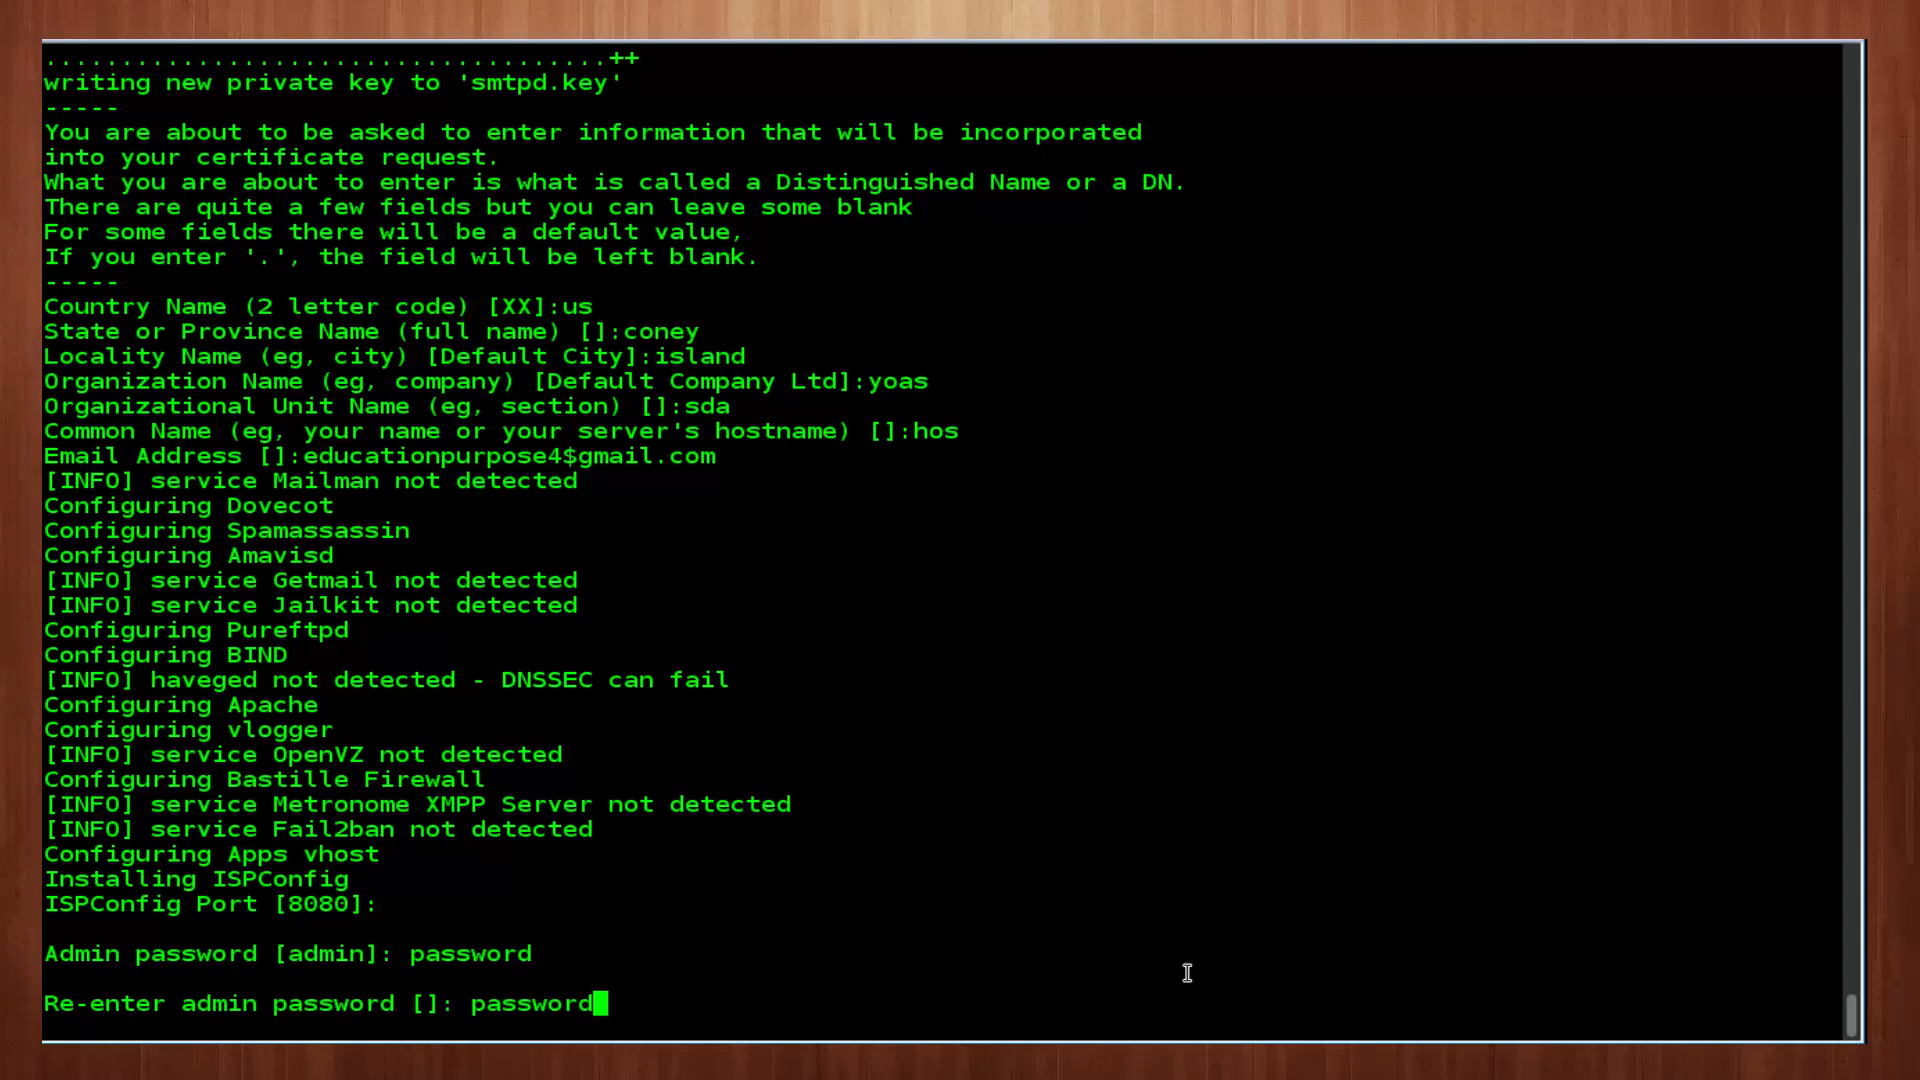 .....................................++
writing new private key to 'smtpd.key'
-----
You are about to be asked to enter information that will be incorporated
into your certificate request.
What you are about to enter is what is called a Distinguished Name or a DN.
There are quite a few fields but you can leave some blank
For some fields there will be a default value,
If you enter '.', the field will be left blank.
-----
Country Name (2 letter code) [XX]:us
State or Province Name (full name) []:coney
Locality Name (eg, city) [Default City]:island
Organization Name (eg, company) [Default Company Ltd]:yoas
Organizational Unit Name (eg, section) []:sda
Common Name (eg, your name or your server's hostname) []:hos
Email Address []:educationpurpose4$gmail.com
[INFO] service Mailman not detected
Configuring Dovecot
Configuring Spamassassin
Configuring Amavisd
[INFO] service Getmail not detected
[INFO] service Jailkit not detected
Configuring Pureftpd
Configuring BIND
[INFO] haveged not detected - DNSSEC can fail
Configuring Apache
Configuring vlogger
[INFO] service OpenVZ not detected
Configuring Bastille Firewall
[INFO] service Metronome XMPP Server not detected
[INFO] service Fail2ban not detected
Configuring Apps vhost
Installing ISPConfig
ISPConfig Port [8080]:
Admin password [admin]: password
Re-enter admin password []: password